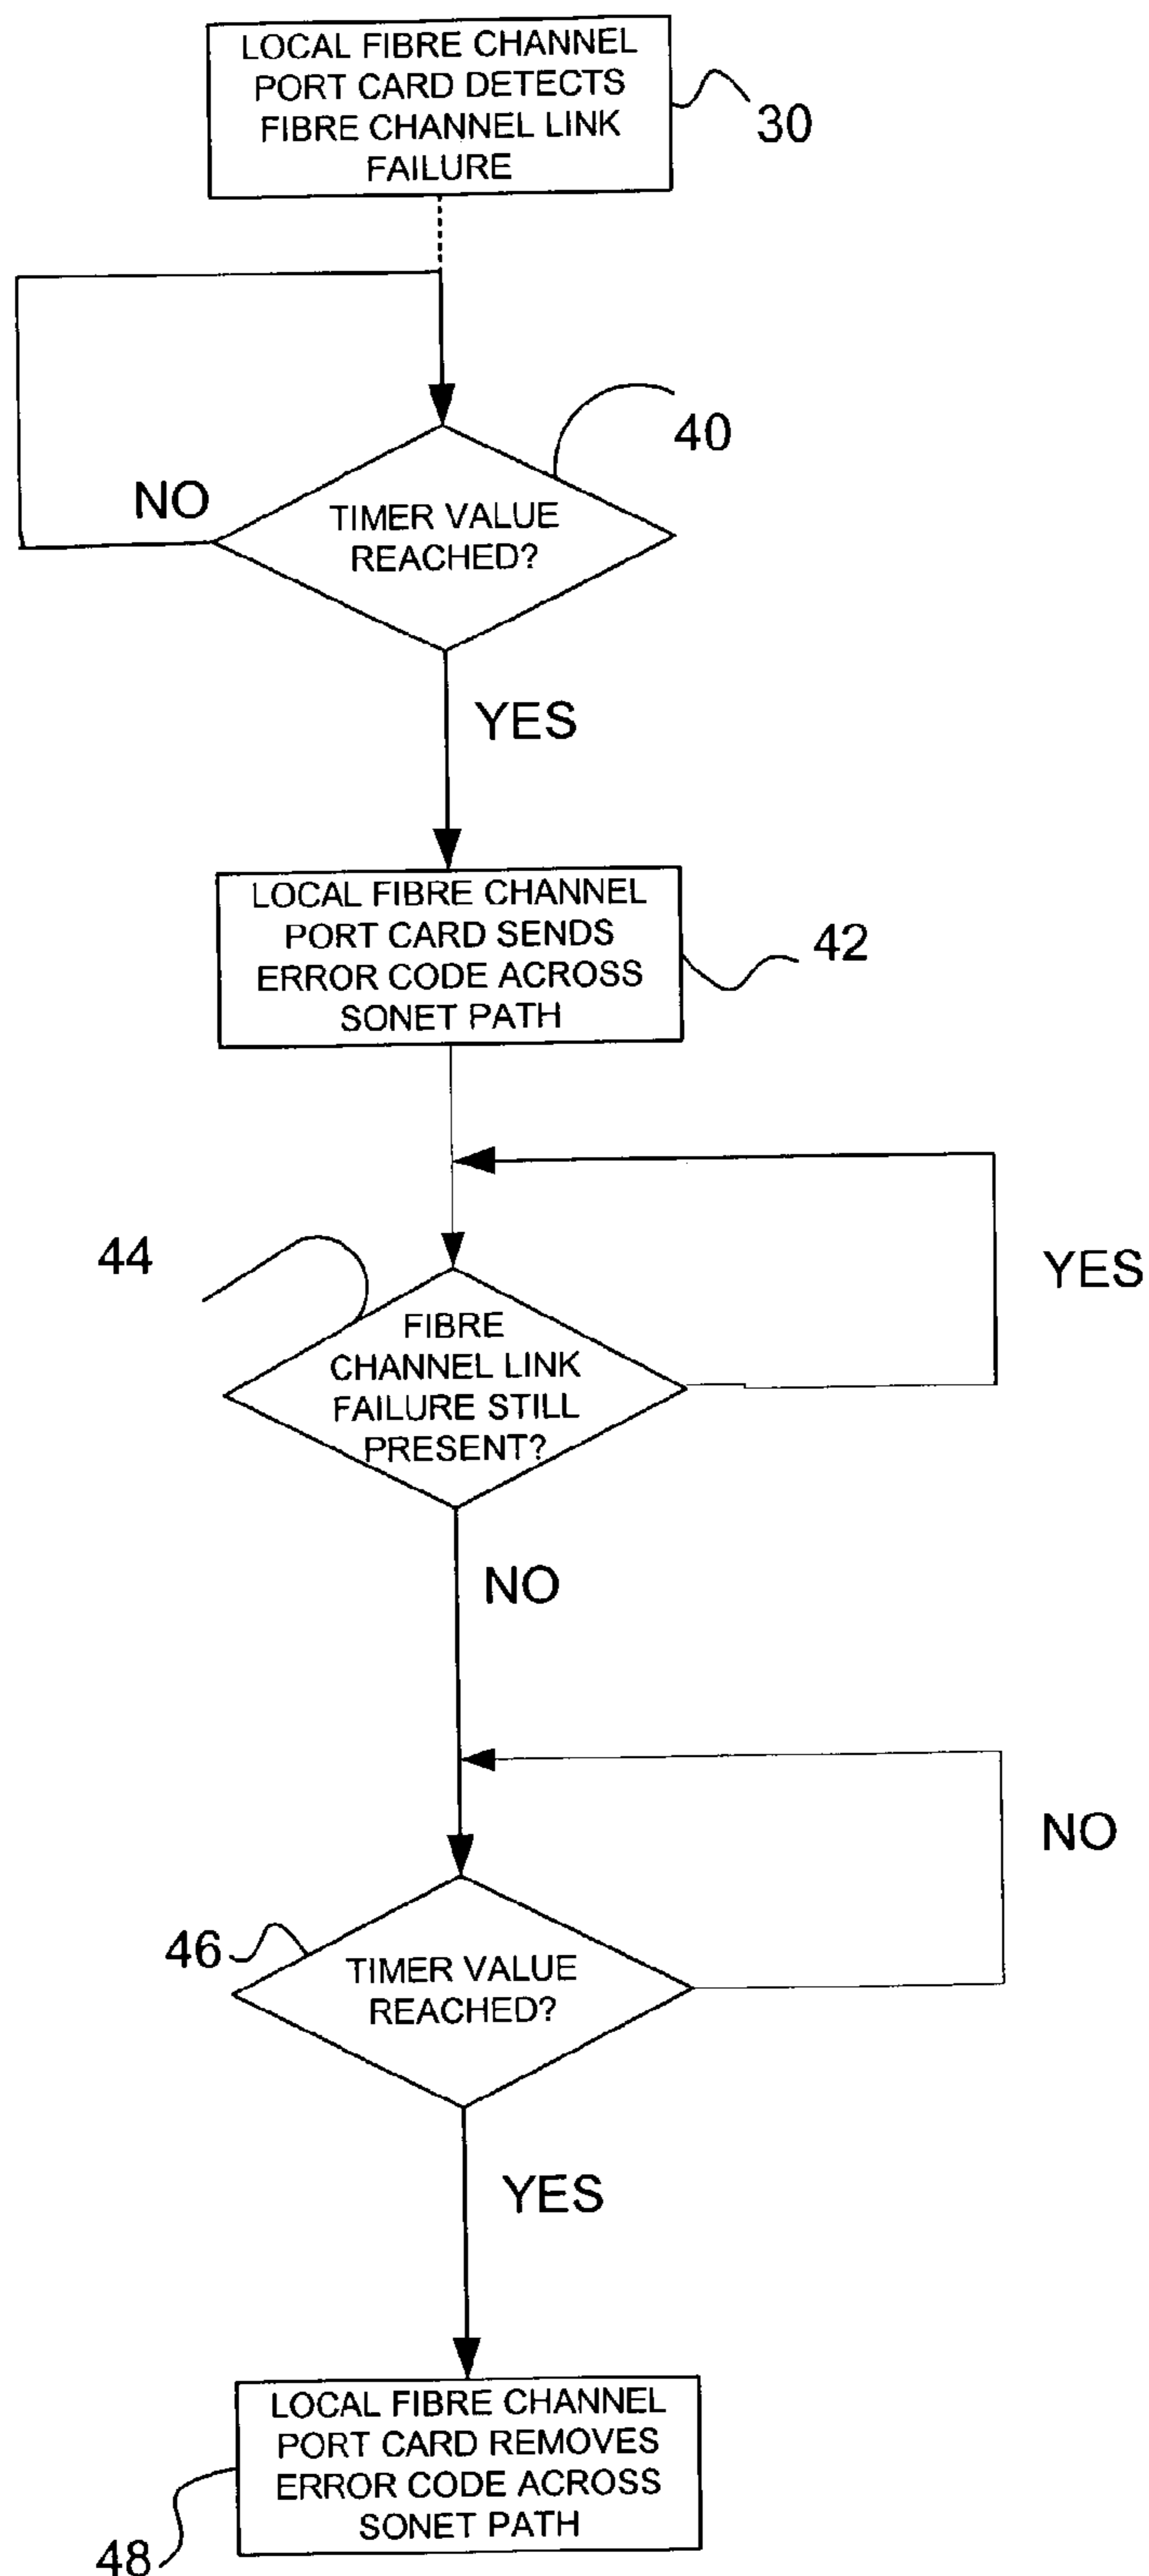 LOCAL FIBRE CHANNEL
PORT CARD DETECTS
FIBRE CHANNEL LINK
FAILURE
30
40
NO
TIMER VALUE
REACHED?
YES
LOCAL FIBRE CHANNEL
PORT CARD SENDS
ERROR CODE ACROSS
SONET PATH
42
44
YES
FIBRE
CHANNEL LINK
FAILURE STILL
PRESENT?
NO
NO
46
TIMER VALUE
REACHED?
YES
LOCAL FIBRE CHANNEL
PORT CARD REMOVES
ERROR CODE ACROSS
SONET PATH
48